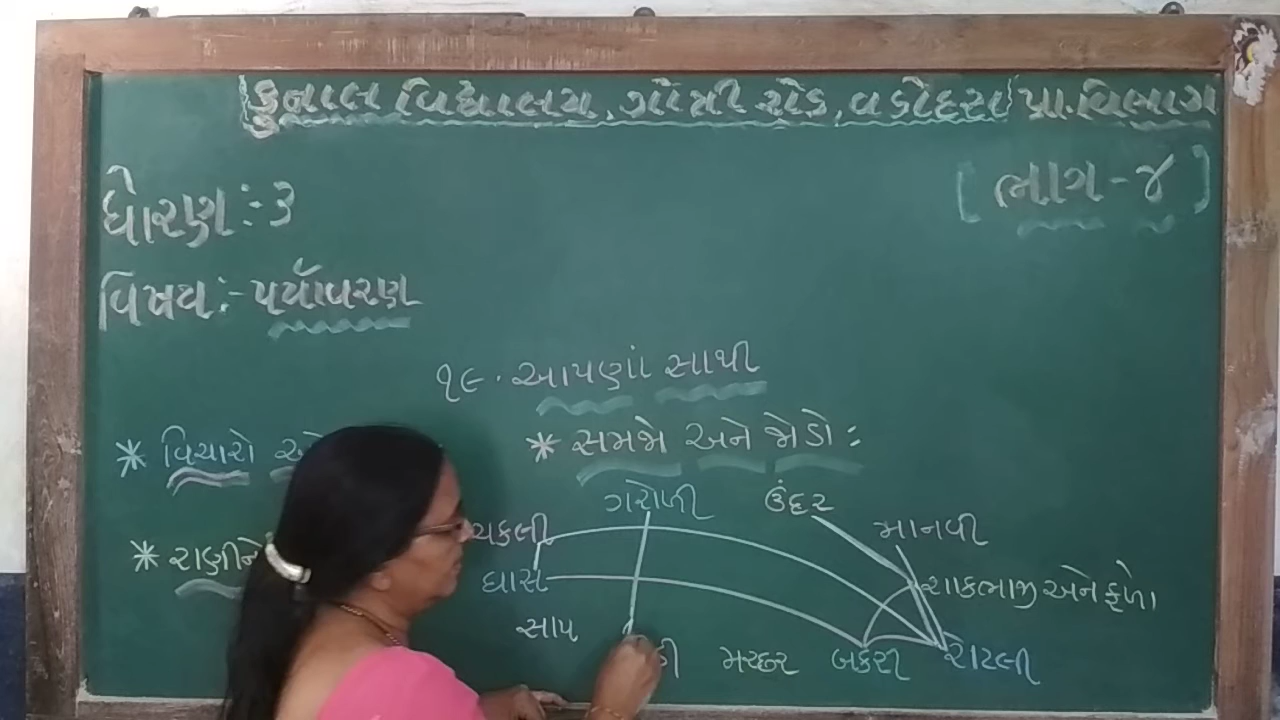 કુનાલ વિદ્યાલય, ગોત્રી રોડ, વડોદરા પ્રા. વિભાગ
[ ભાગ - ૪ ]
ધોરણ :- ૩
વિષય :- પર્યાવરણ
૧૯. આપણાં સાથી
* વિચારો
* સમજો અને જોડો :
ગરોળી ઉંદર
ચકલી માનવી
* રાણીને
ઘાસ શાકભાજી અને ફળો
સાપ મચ્છર બકરી રોટલી